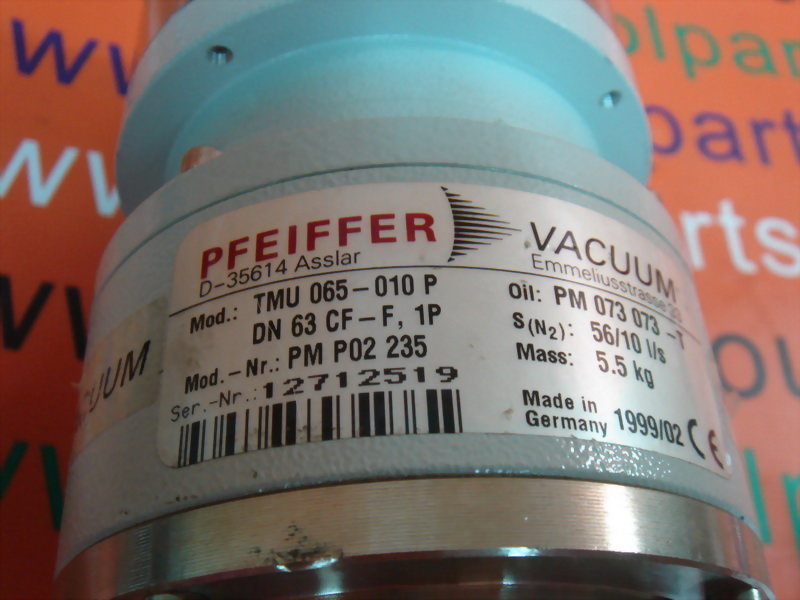 PFEIFFER VACUUM
D-35614 Asslar Emmeliusstrasse 33
Mod.: TMU 065-010 P
DN 63 CF-F, 1P
Mod.-Nr.: PM P02 235
Ser.-Nr.: 12712519
Oil: PM 073 073 -T
S(N2): 56/10 l/s
Mass: 5.5 kg
Made in
Germany 1999/02 CE
VACUUM